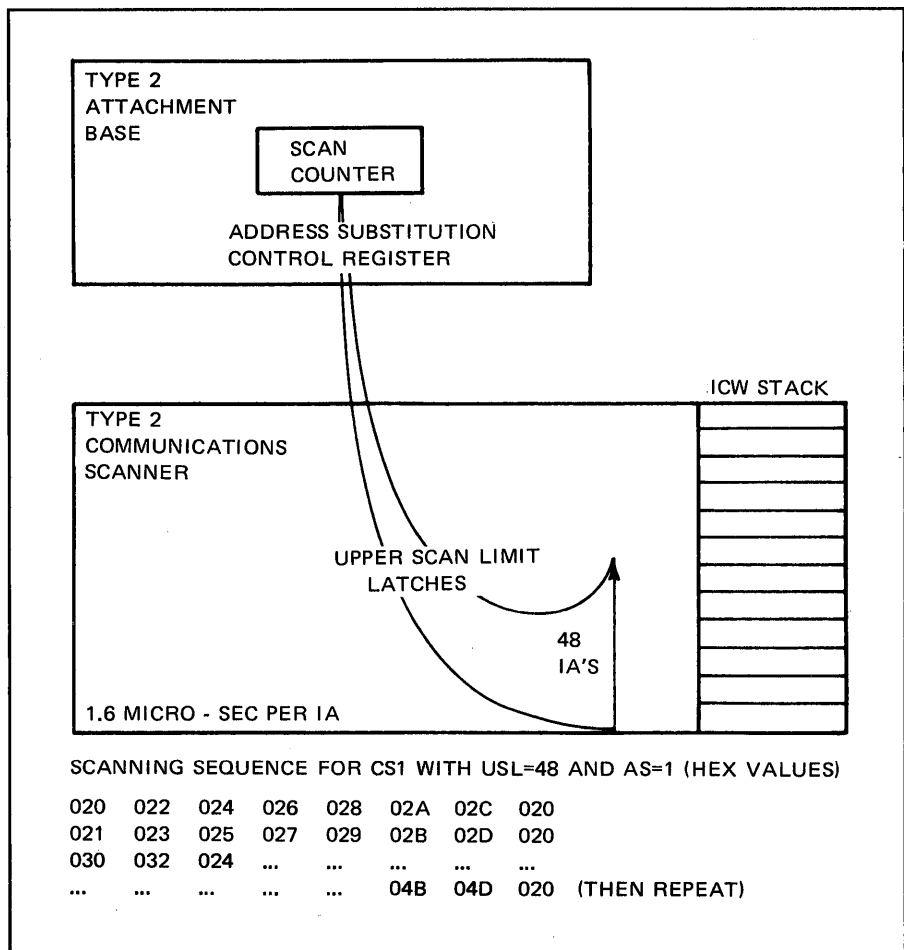 TYPE 2
ATTACHMENT
BASE
SCAN
COUNTER
ADDRESS SUBSTITUTION
CONTROL REGISTER
ICW STACK
TYPE 2
COMMUNICATIONS
SCANNER
UPPER SCAN LIMIT
LATCHES
48
IA'S
1.6 MICRO - SEC PER IA
SCANNING SEQUENCE FOR CS1 WITH USL=48 AND AS=1 (HEX VALUES)
020 022 024 026 028 02A 02C 020
021 023 025 027 029 02B 02D 020
030 032 024 ... ... ... ... ...
... ... ... ... ... 04B 04D 020 (THEN REPEAT)